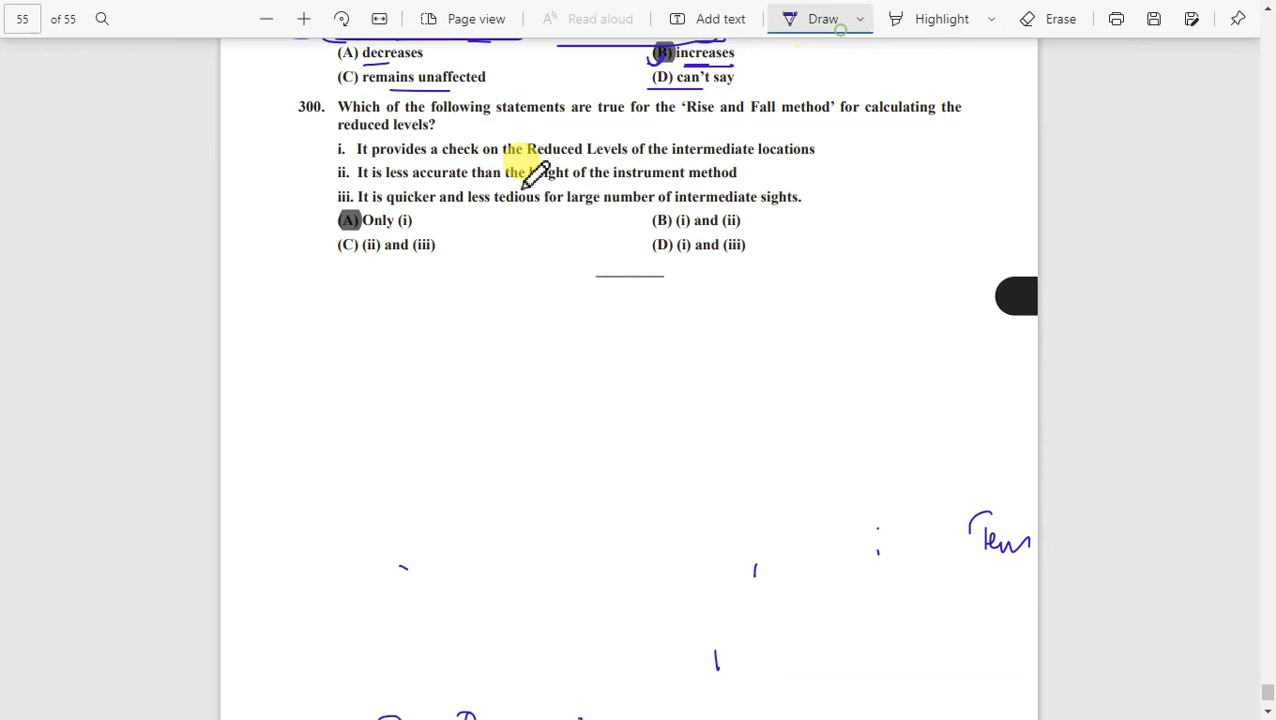 55 of 55 Page view Read aloud Add text Draw Highlight Erase
(A) decreases (B) increases
(C) remains unaffected (D) can't say
300. Which of the following statements are true for the 'Rise and Fall method' for calculating the
reduced levels?
i. It provides a check on the Reduced Levels of the intermediate locations
ii. It is less accurate than the height of the instrument method
iii. It is quicker and less tedious for large number of intermediate sights.
(A) Only (i) (B) (i) and (ii)
(C) (ii) and (iii) (D) (i) and (iii)